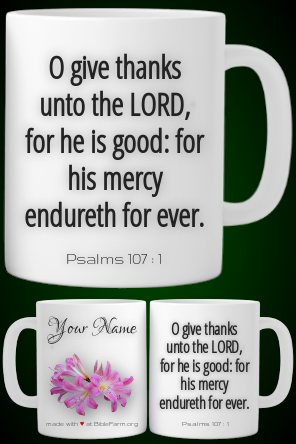 O give thanks
unto the LORD,
for he is good: for
his mercy
endureth for ever.
Psalms 107 : 1
Your Name
made with ♥ at BibleFarm.org
O give thanks
unto the LORD,
for he is good: for
his mercy
endureth for ever.
Psalms 107 : 1